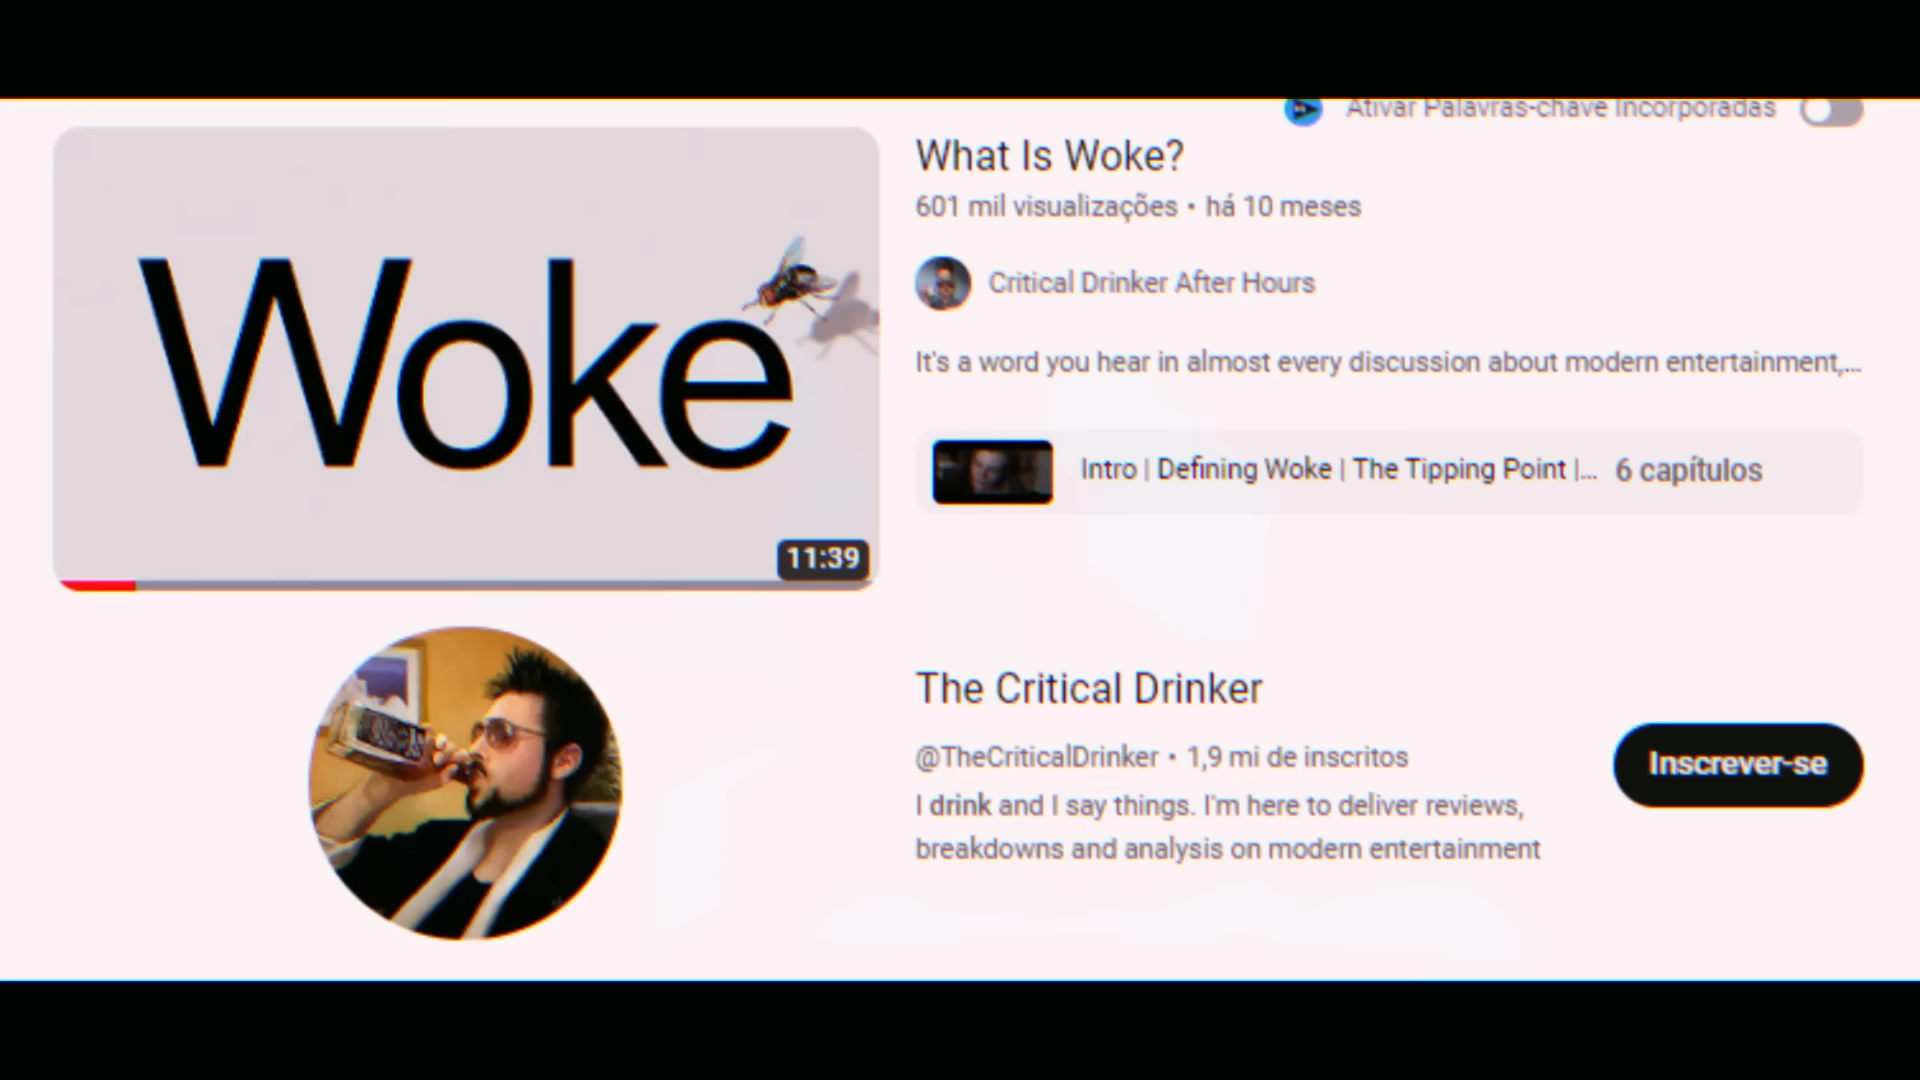 Ativar Palavras-chave Incorporadas
Woke
11:39
What Is Woke?
601 mil visualizações • há 10 meses
Critical Drinker After Hours
It's a word you hear in almost every discussion about modern entertainment,...
Intro | Defining Woke | The Tipping Point |... 6 capítulos
The Critical Drinker
@TheCriticalDrinker • 1,9 mi de inscritos
I drink and I say things. I'm here to deliver reviews,
breakdowns and analysis on modern entertainment
Inscrever-se